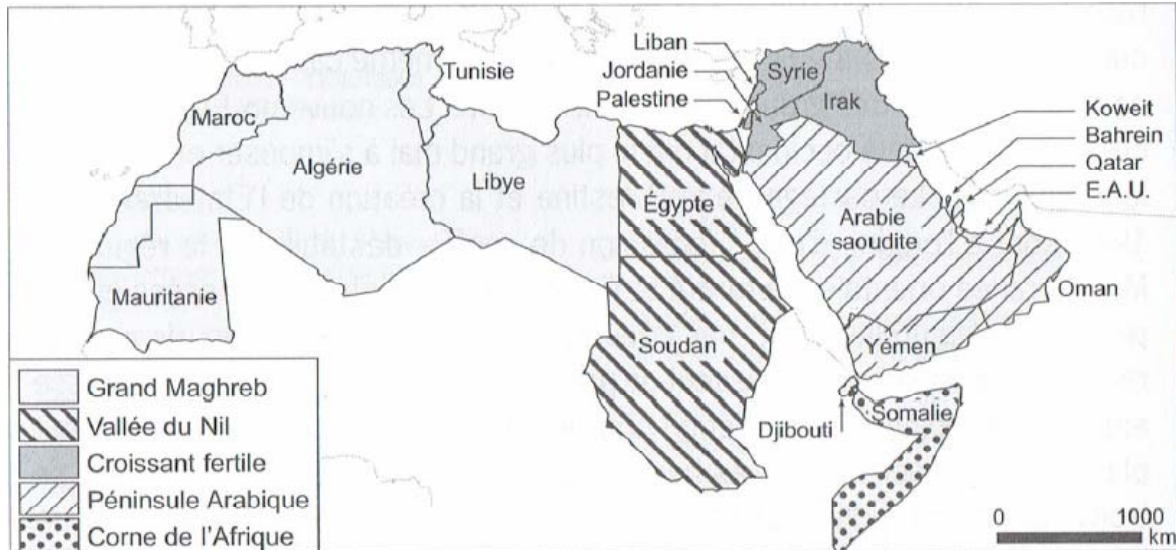 Liban
Jordanie
Palestine
Syrie
Irak
Tunisie
Maroc
Algérie
Libye
Égypte
Koweit
Bahrein
Qatar
E.A.U.
Arabie
saoudite
Oman
Mauritanie
Soudan
Yémen
Djibouti
Somalie
Grand Maghreb
Vallée du Nil
Croissant fertile
Péninsule Arabique
Corne de l'Afrique
0 1000
km